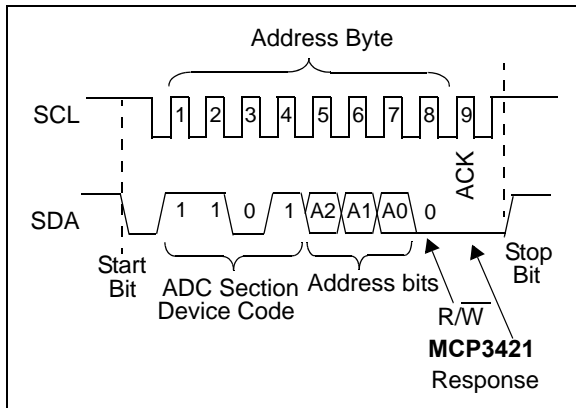 Address Byte
SCL 1 2 3 4 5 6 7 8 9
ACK
SDA 1 1 0 1 A2 A1 A0 0
Start
Bit
ADC Section
Device Code
Address bits
Stop
Bit
R/W̅
MCP3421
Response